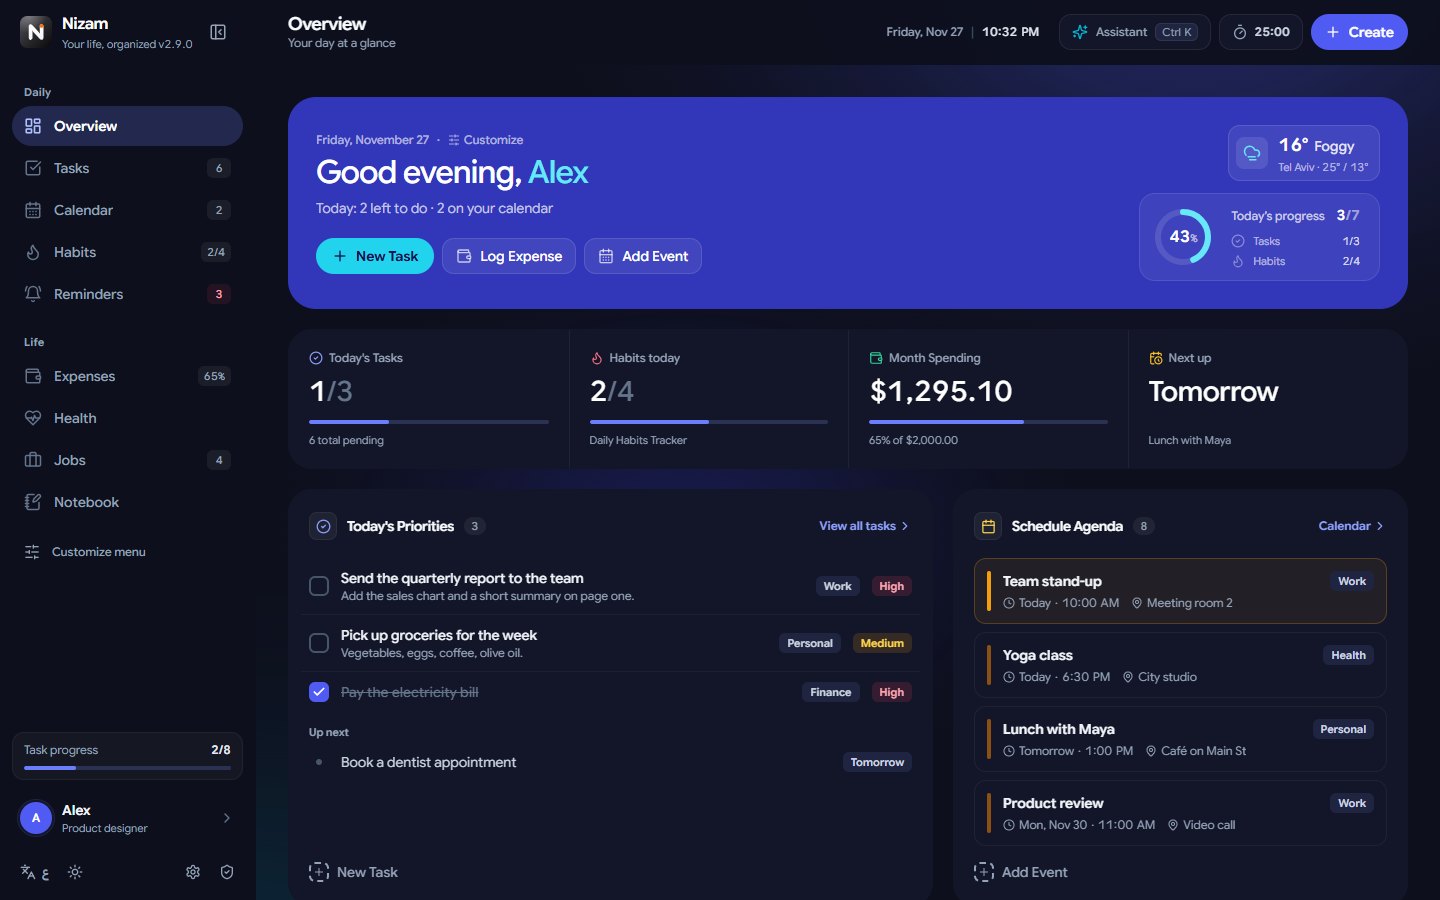 Nizam
Your life, organized v2.9.0
Daily
Overview
Tasks 6
Calendar 2
Habits 2/4
Reminders 3
Life
Expenses 65%
Health
Jobs 4
Notebook
Customize menu
Task progress 2/8
A
Alex
Product designer
文A ع
Overview
Your day at a glance
Friday, Nov 27 | 10:32 PM
Assistant Ctrl K
25:00
+ Create
Friday, November 27 · Customize
Good evening, Alex
Today: 2 left to do · 2 on your calendar
+ New Task
Log Expense
Add Event
16° Foggy
Tel Aviv · 25° / 13°
43%
Today's progress 3/7
Tasks 1/3
Habits 2/4
Today's Tasks
1/3
6 total pending
Habits today
2/4
Daily Habits Tracker
Month Spending
$1,295.10
65% of $2,000.00
Next up
Tomorrow
Lunch with Maya
Today's Priorities 3
View all tasks
Send the quarterly report to the team
Add the sales chart and a short summary on page one.
Work High
Pick up groceries for the week
Vegetables, eggs, coffee, olive oil.
Personal Medium
Pay the electricity bill
Finance High
Up next
Book a dentist appointment Tomorrow
New Task
Schedule Agenda 8
Calendar
Team stand-up Work
Today · 10:00 AM Meeting room 2
Yoga class Health
Today · 6:30 PM City studio
Lunch with Maya Personal
Tomorrow · 1:00 PM Café on Main St
Product review Work
Mon, Nov 30 · 11:00 AM Video call
Add Event